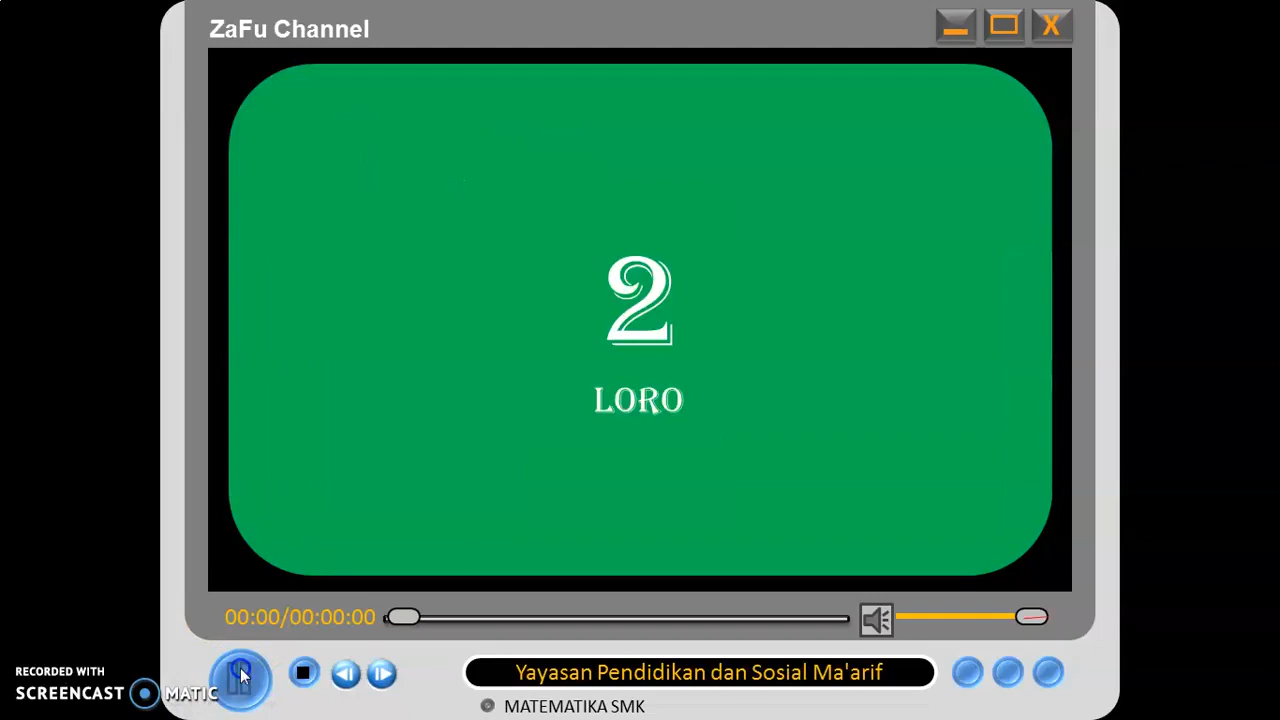 ZaFu Channel
X
2
LORO
00:00/00:00:00
Yayasan Pendidikan dan Sosial Ma'arif
MATEMATIKA SMK
RECORDED WITH
SCREENCAST MATIC